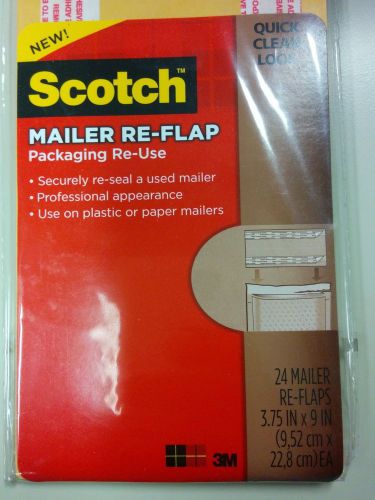 NEW!
QUICK
CLEAN
LOOK
Scotch™
MAILER RE-FLAP
Packaging Re-Use
• Securely re-seal a used mailer
• Professional appearance
• Use on plastic or paper mailers
24 MAILER
RE-FLAPS
3.75 IN x 9 IN
(9,52 cm x
22,8 cm) EA
3M